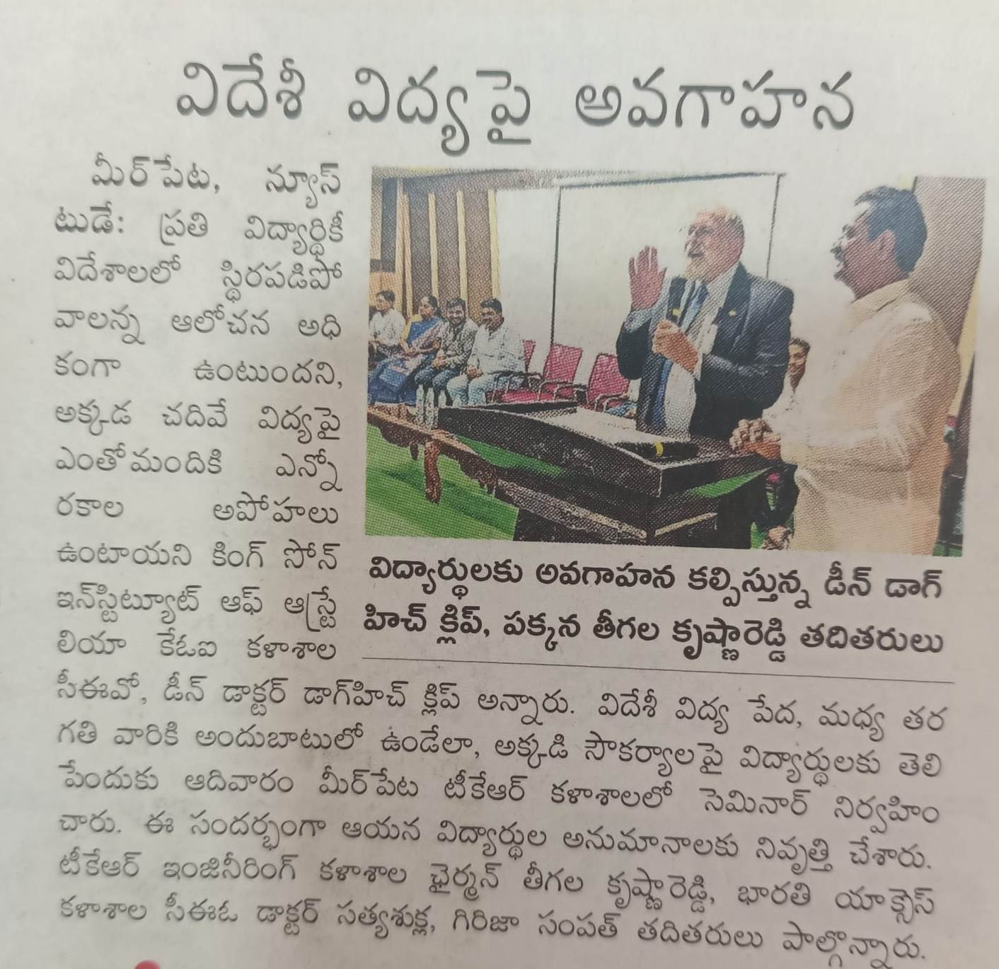 విదేశీ విద్యపై అవగాహన
మీర్‌పేట, న్యూస్
టుడే: ప్రతి విద్యార్థికీ
విదేశాలలో స్థిరపడిపో
వాలన్న ఆలోచన అధి
కంగా ఉంటుందని,
అక్కడ చదివే విద్యపై
ఎంతోమందికి ఎన్నో
రకాల అపోహలు
ఉంటాయని కింగ్ సోన్
ఇన్‌స్టిట్యూట్ ఆఫ్ ఆస్ట్రే
లియా కేఓఐ కళాశాల
సీఈవో, డీన్ డాక్టర్ డాగ్‌హిచ్ క్లిప్ అన్నారు. విదేశీ విద్య పేద, మధ్య తర
గతి వారికి అందుబాటులో ఉండేలా, అక్కడి సౌకర్యాలపై విద్యార్థులకు తెలి
పేందుకు ఆదివారం మీర్‌పేట టీకేఆర్ కళాశాలలో సెమినార్ నిర్వహిం
చారు. ఈ సందర్భంగా ఆయన విద్యార్థుల అనుమానాలకు నివృత్తి చేశారు.
టీకేఆర్ ఇంజినీరింగ్ కళాశాల ఛైర్మన్ తీగల కృష్ణారెడ్డి, భారతి యాక్సెస్
కళాశాల సీఈఓ డాక్టర్ సత్యశుక్ల, గిరిజా సంపత్ తదితరులు పాల్గొన్నారు.
విద్యార్థులకు అవగాహన కల్పిస్తున్న డీన్ డాగ్
హిచ్ క్లిప్, పక్కన తీగల కృష్ణారెడ్డి తదితరులు